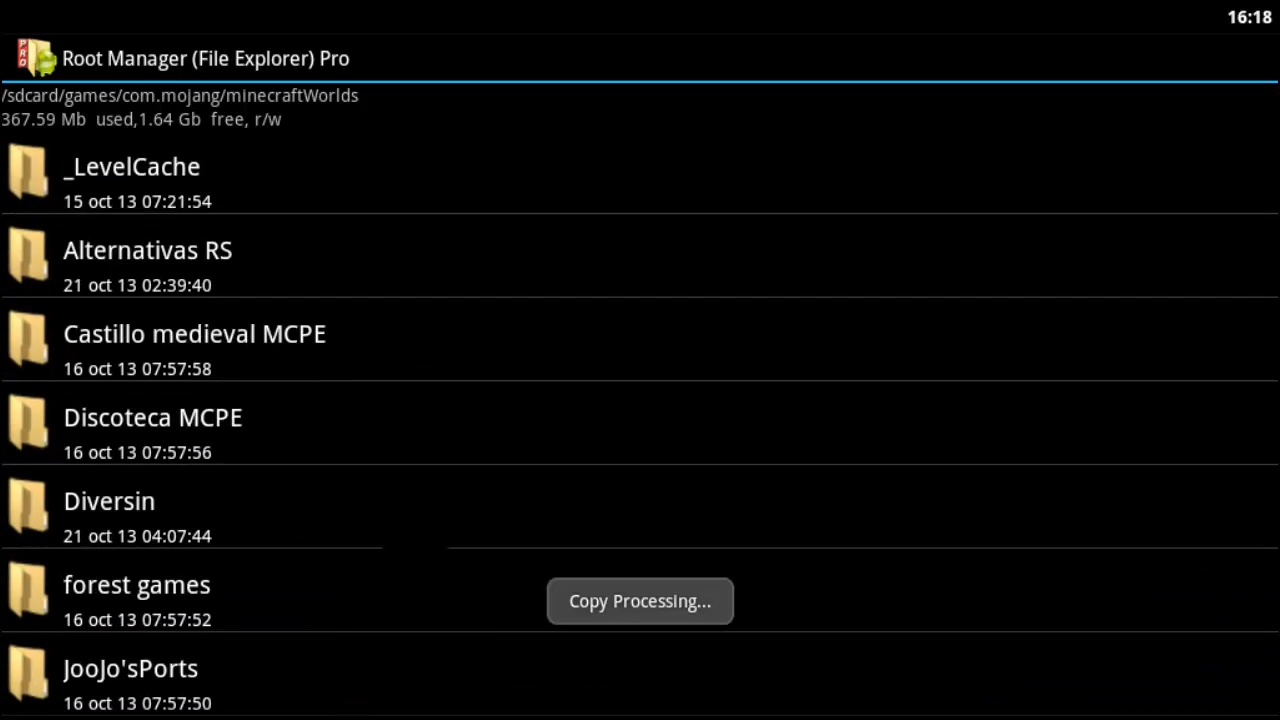 16:18
PRO
Root Manager (File Explorer) Pro
/sdcard/games/com.mojang/minecraftWorlds
367.59 Mb used,1.64 Gb free, r/w
_LevelCache
15 oct 13 07:21:54
Alternativas RS
21 oct 13 02:39:40
Castillo medieval MCPE
16 oct 13 07:57:58
Discoteca MCPE
16 oct 13 07:57:56
Diversin
21 oct 13 04:07:44
forest games
16 oct 13 07:57:52
Copy Processing...
JooJo'sPorts
16 oct 13 07:57:50